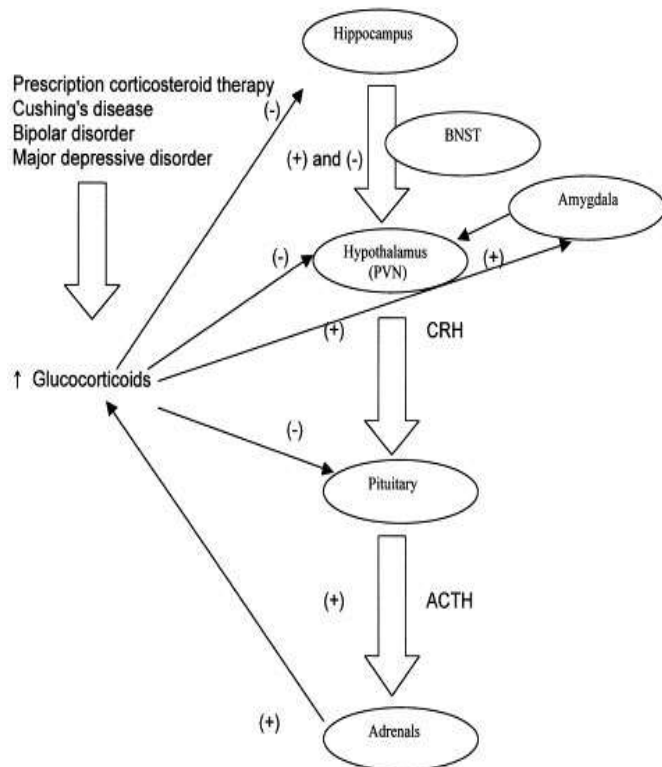 Hippocampus
Prescription corticosteroid therapy
Cushing's disease
Bipolar disorder
Major depressive disorder
(-)
BNST
(+) and (-)
Amygdala
Hypothalamus
(PVN)
(-)
(+)
(+)
CRH
↑ Glucocorticoids
(-)
Pituitary
(+)
ACTH
(+)
Adrenals